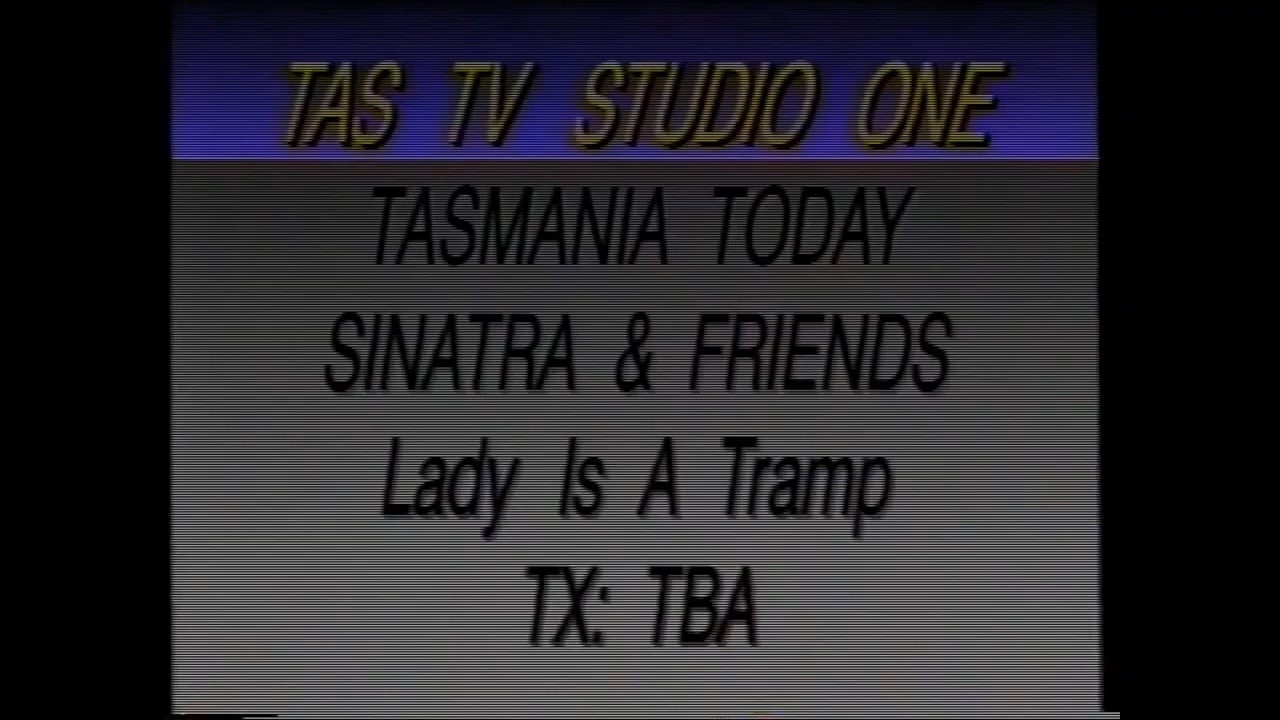 TAS TV STUDIO ONE
TASMANIA TODAY
SINATRA & FRIENDS
Lady Is A Tramp
TX: TBA